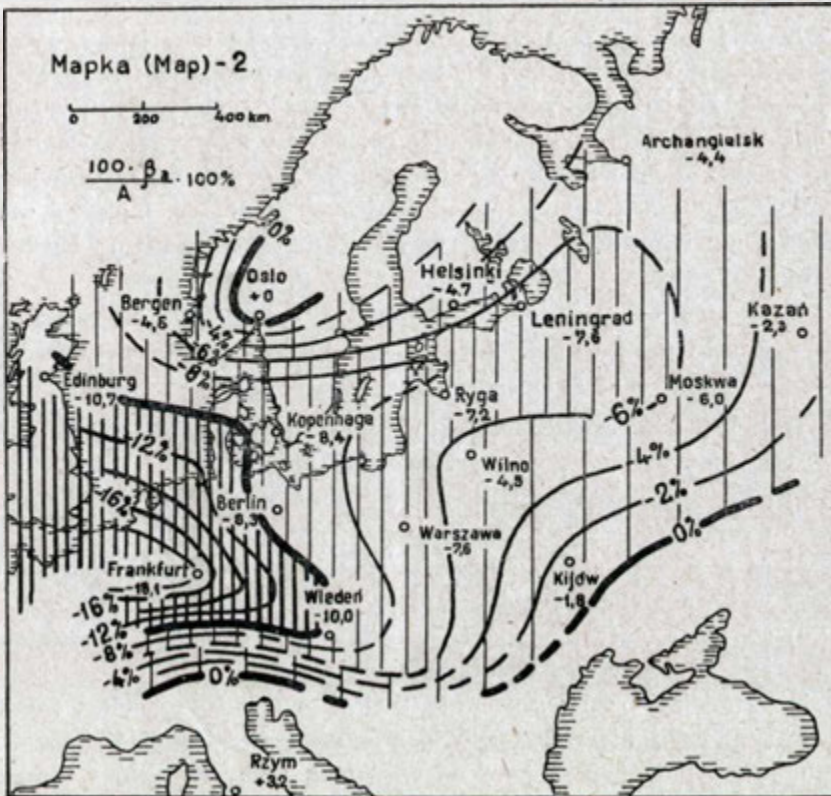 Mapka (Map) - 2
0 200 400 km
100 · β₂ / A · 100%
Archangielsk
-4,4
0%
Oslo
+0
Helsinki
-4,7
Bergen
-4,5
-4%
-6%
-8%
Leningrad
-7,6
Kazań
-2,3
Edinburg
-10,7
Ryga
-7,2
Moskwa
-6,0
-6%
Kopenhaga
-8,4
-12%
-4%
Wilno
-4,3
-16%
-2%
Berlin
-8,3
Warszawa
-7,6
0%
Frankfurt
-18,1
Kijów
-1,8
Wiedeń
-10,0
-16%
-12%
-8%
-4%
0%
Rzym
+3,2